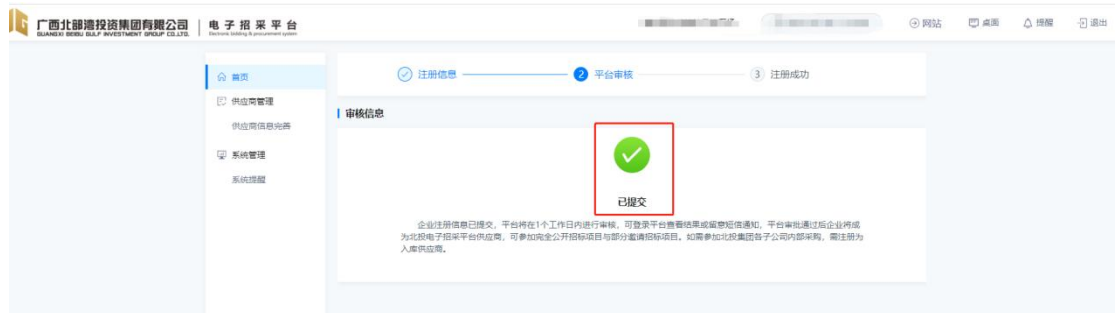 广西北部湾投资集团有限公司
GUANGXI BEIBU GULF INVESTMENT GROUP CO.,LTD.
电子招采平台
Electronic bidding & procurement system
网站
桌面
提醒
退出
首页
供应商管理
供应商信息完善
系统管理
系统提醒
注册信息
2 平台审核
3 注册成功
审核信息
已提交
企业注册信息已提交，平台将在1个工作日内进行审核，可登录平台查看结果或留意短信通知，平台审批通过后企业将成
为北投电子招采平台供应商，可参加完全公开招标项目与部分邀请招标项目。如需参加北投集团各子公司内部采购，需注册为
入库供应商。